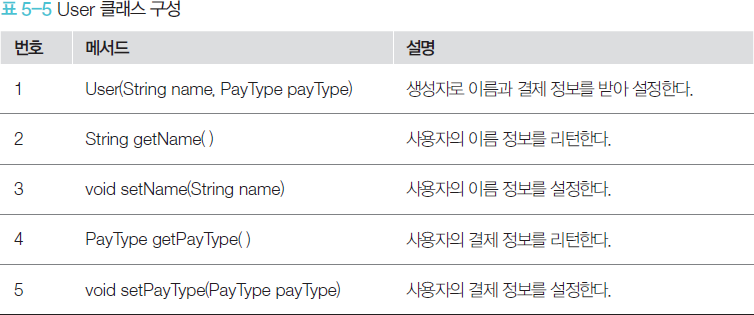 표 5-5 User 클래스 구성
번호 메서드 설명
1 User(String name, PayType payType) 생성자로 이름과 결제 정보를 받아 설정한다.
2 String getName( ) 사용자의 이름 정보를 리턴한다.
3 void setName(String name) 사용자의 이름 정보를 설정한다.
4 PayType getPayType( ) 사용자의 결제 정보를 리턴한다.
5 void setPayType(PayType payType) 사용자의 결제 정보를 설정한다.